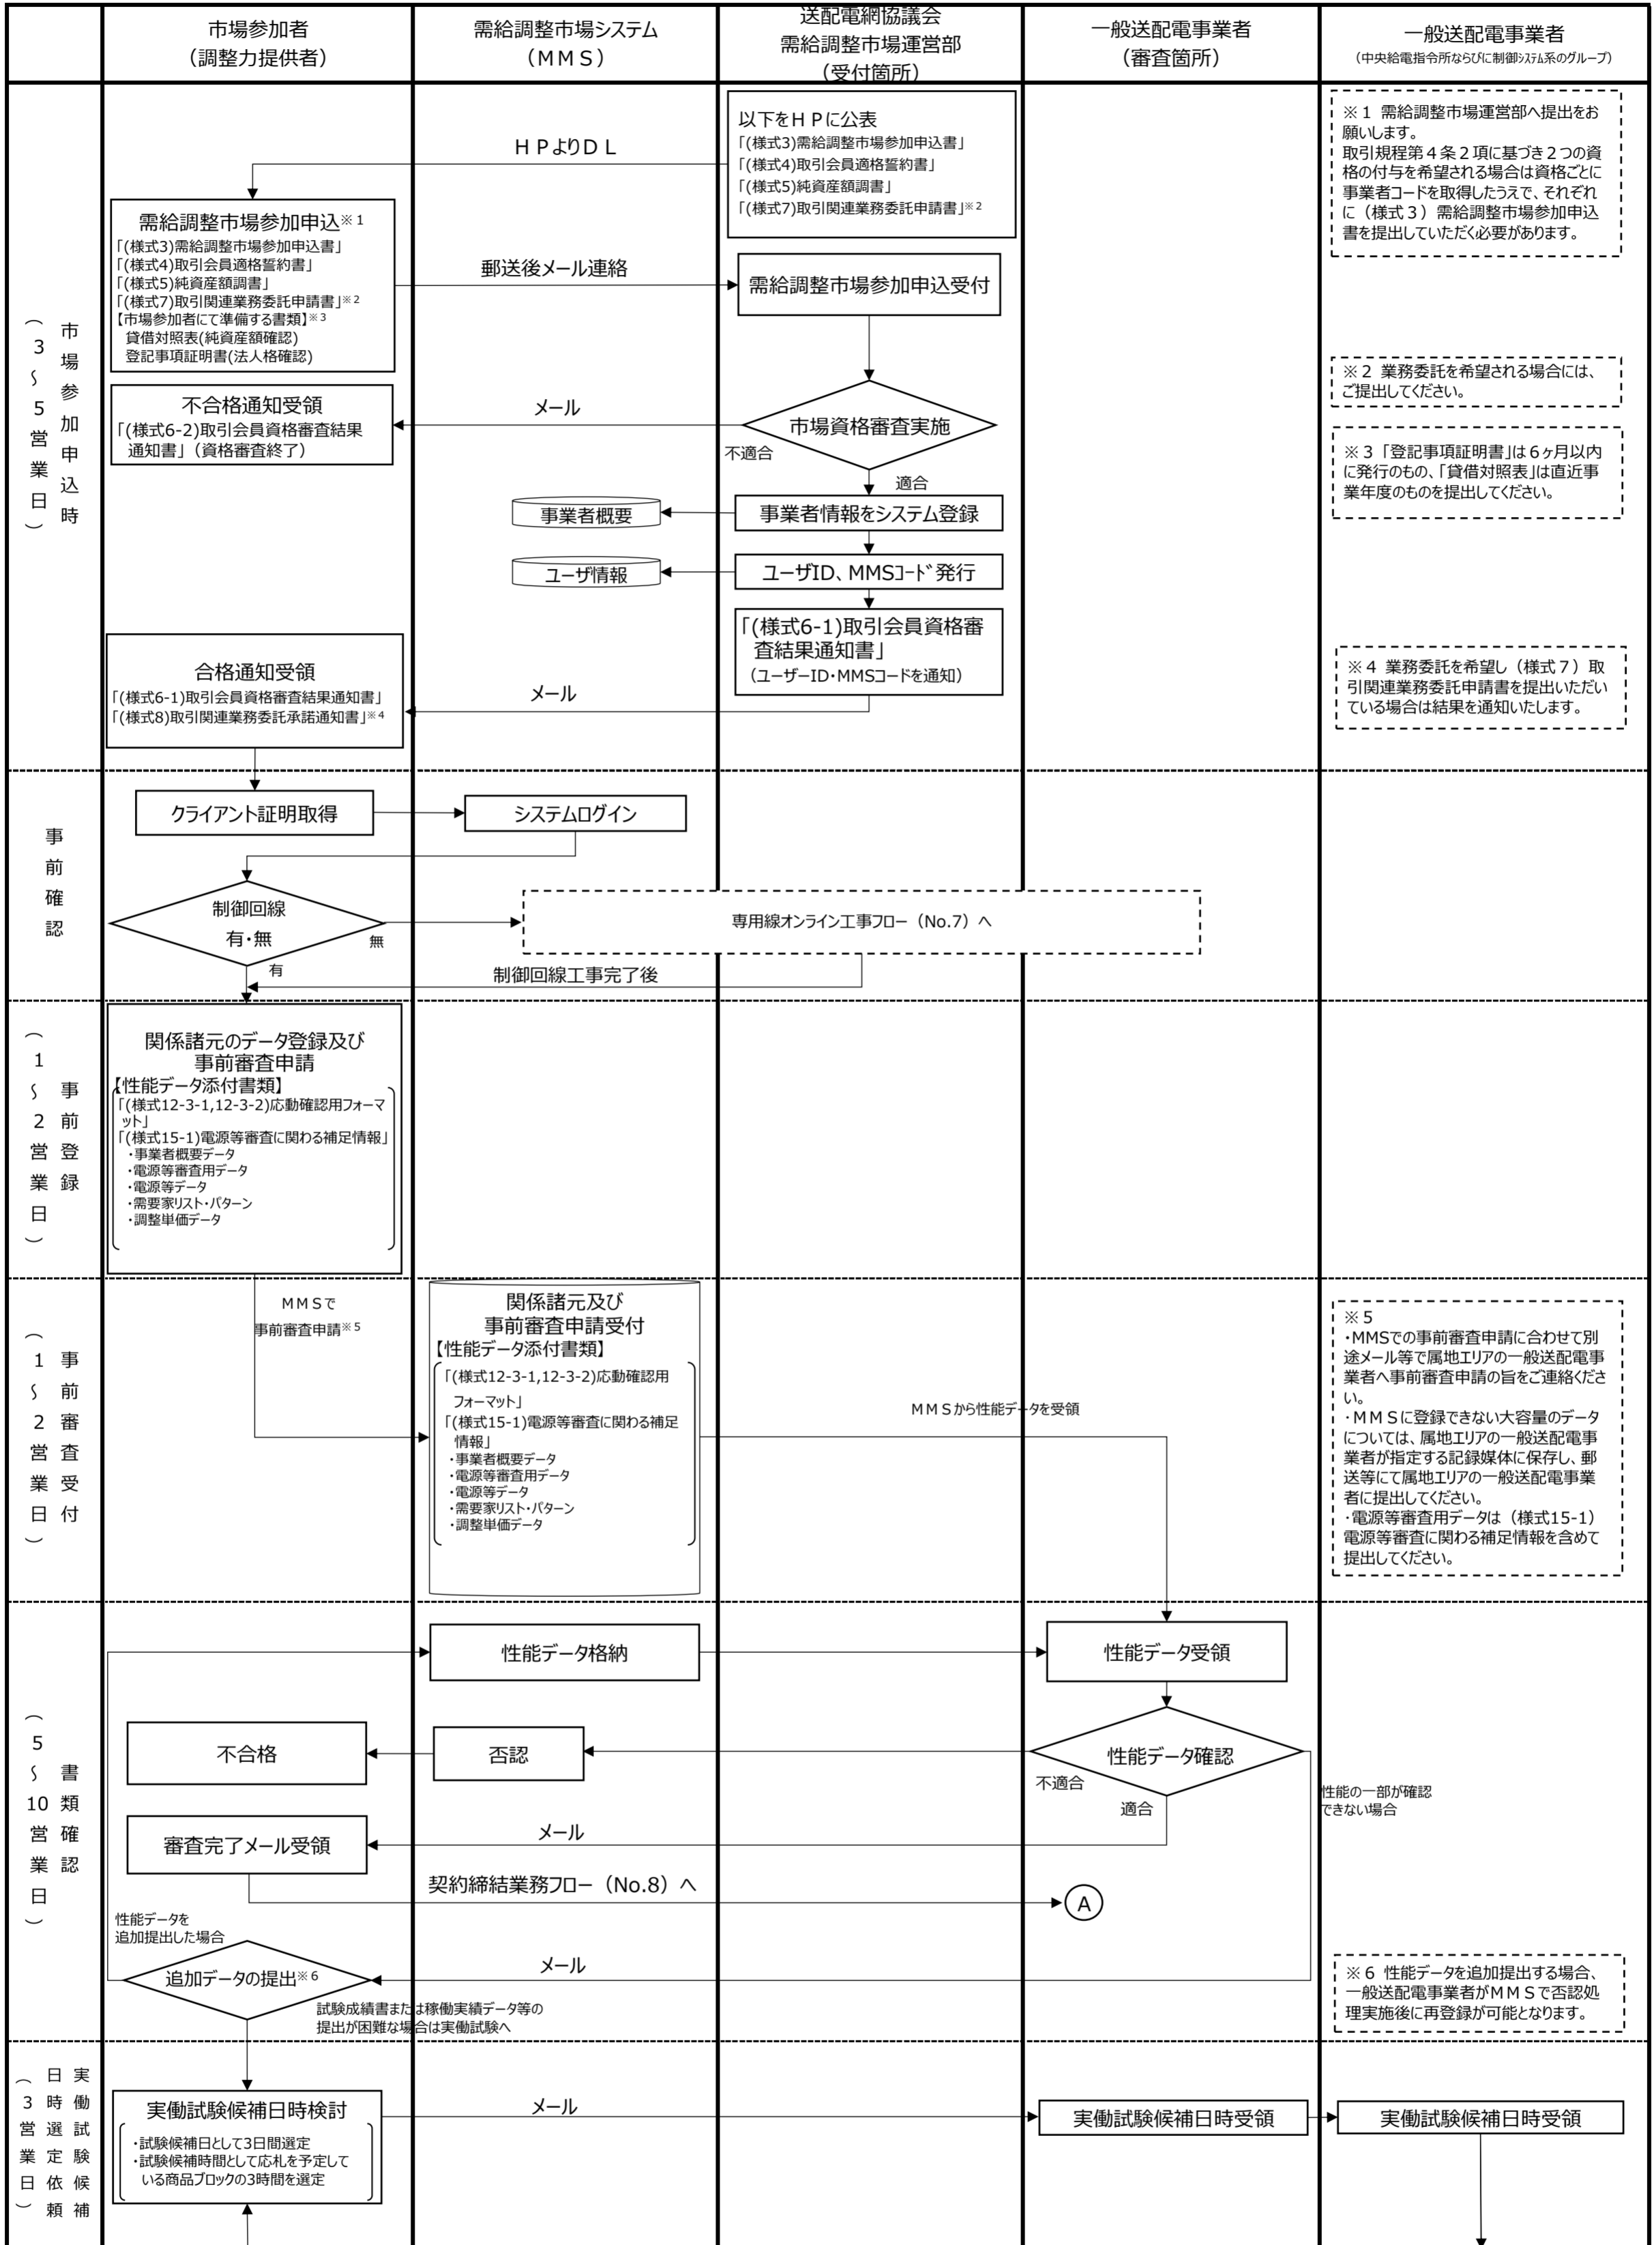 市場参加者
（調整力提供者）
需給調整市場システム
（ＭＭＳ）
送配電網協議会
需給調整市場運営部
（受付箇所）
一般送配電事業者
（審査箇所）
一般送配電事業者
（中央給電指令所ならびに制御システム系のグループ）
市場参加申込時
（3～5営業日）
以下をＨＰに公表
「(様式3)需給調整市場参加申込書」
「(様式4)取引会員適格誓約書」
「(様式5)純資産額調書」
「(様式7)取引関連業務委託申請書」※2
ＨＰよりＤＬ
※１ 需給調整市場運営部へ提出をお
願いします。
取引規程第４条２項に基づき２つの資
格の付与を希望される場合は資格ごとに
事業者コードを取得したうえで、それぞれ
に（様式３）需給調整市場参加申込
書を提出していただく必要があります。
需給調整市場参加申込※1
「(様式3)需給調整市場参加申込書」
「(様式4)取引会員適格誓約書」
「(様式5)純資産額調書」
「(様式7)取引関連業務委託申請書」※2
【市場参加者にて準備する書類】※3
貸借対照表(純資産額確認)
登記事項証明書(法人格確認)
郵送後メール連絡
需給調整市場参加申込受付
※２ 業務委託を希望される場合には、
ご提出してください。
不合格通知受領
「(様式6-2)取引会員資格審査結果
通知書」（資格審査終了）
メール
市場資格審査実施
不適合
適合
※３「登記事項証明書」は６ヶ月以内
に発行のもの、「貸借対照表」は直近事
業年度のものを提出してください。
事業者概要
事業者情報をシステム登録
ユーザ情報
ユーザID、MMSｺｰﾄﾞ発行
「(様式6-1)取引会員資格審
査結果通知書」
（ユーザーID・MMSコードを通知）
合格通知受領
「(様式6-1)取引会員資格審査結果通知書」
「(様式8)取引関連業務委託承諾通知書」※4
メール
※４ 業務委託を希望し（様式７）取
引関連業務委託申請書を提出いただい
ている場合は結果を通知いたします。
事前確認
クライアント証明取得
システムログイン
制御回線
有・無
無
有
専用線オンライン工事フロー（No.7）へ
制御回線工事完了後
事前登録
（1～2営業日）
関係諸元のデータ登録及び
事前審査申請
【性能データ添付書類】
「(様式12-3-1,12-3-2)応動確認用フォーマ
ット」
「(様式15-1)電源等審査に関わる補足情報」
・事業者概要データ
・電源等審査用データ
・電源等データ
・需要家リスト・パターン
・調整単価データ
事前審査受付
（1～2営業日）
ＭＭＳで
事前審査申請※5
関係諸元及び
事前審査申請受付
【性能データ添付書類】
「(様式12-3-1,12-3-2)応動確認用
フォーマット」
「(様式15-1)電源等審査に関わる補足
情報」
・事業者概要データ
・電源等審査用データ
・電源等データ
・需要家リスト・パターン
・調整単価データ
ＭＭＳから性能データを受領
※５
・MMSでの事前審査申請に合わせて別
途メール等で属地エリアの一般送配電事
業者へ事前審査申請の旨をご連絡くださ
い。
・ＭＭＳに登録できない大容量のデータ
については、属地エリアの一般送配電事
業者が指定する記録媒体に保存し、郵
送等にて属地エリアの一般送配電事業
者に提出してください。
・電源等審査用データは（様式15-1）
電源等審査に関わる補足情報を含めて
提出してください。
書類確認
（5～10営業日）
性能データ格納
性能データ受領
不合格
否認
性能データ確認
不適合
適合
性能の一部が確認
できない場合
審査完了メール受領
メール
契約締結業務フロー（No.8）へ
A
性能データを
追加提出した場合
追加データの提出※6
メール
試験成績書または稼働実績データ等の
提出が困難な場合は実働試験へ
※６ 性能データを追加提出する場合、
一般送配電事業者がＭＭＳで否認処
理実施後に再登録が可能となります。
実働試験候補
日時選定依頼
（3営業日）
実働試験候補日時検討
・試験候補日として3日間選定
・試験候補時間として応札を予定して
いる商品ブロックの3時間を選定
メール
実働試験候補日時受領
実働試験候補日時受領